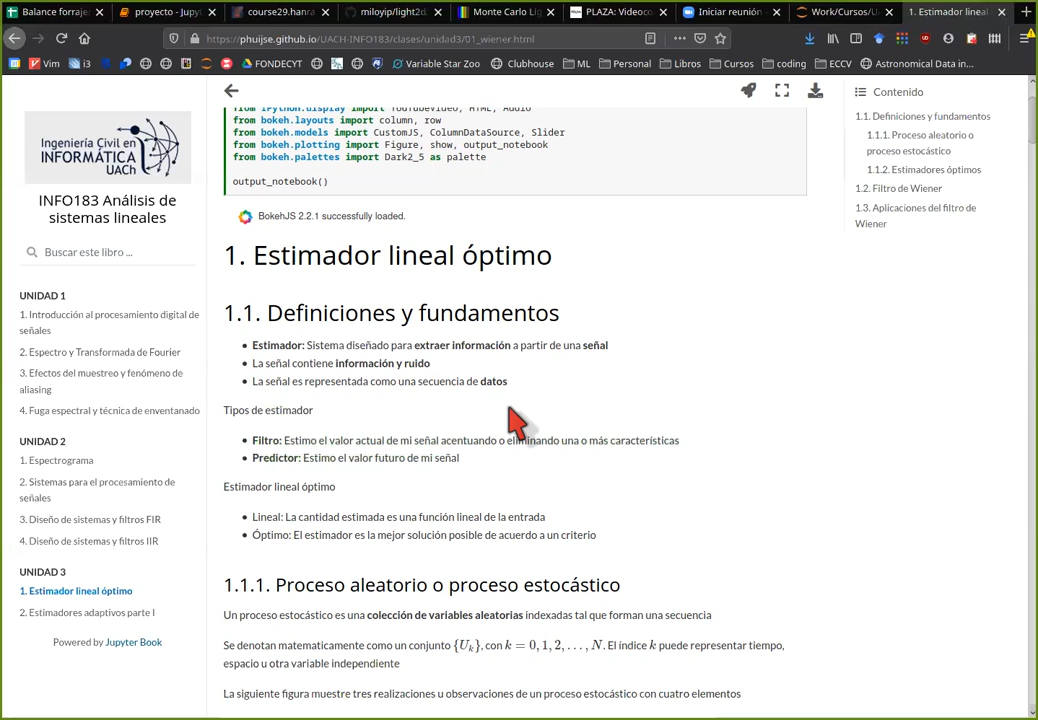 Balance forraje
proyecto - Jupyt
course29.hanra
miloyip/light2d
Monte Carlo Lig
PLAZA: Videoco
Iniciar reunión -
Work/Cursos/U
1. Estimador lineal
https://phuijse.github.io/UACH-INFO183/clases/unidad3/01_wiener.html
Vim
i3
FONDECYT
Variable Star Zoo
Clubhouse
ML
Personal
Libros
Cursos
coding
ECCV
Astronomical Data in...
Ingeniería Civil en
INFORMÁTICA
UACh
INFO183 Análisis de
sistemas lineales
Buscar este libro ...
UNIDAD 1
1. Introducción al procesamiento digital de
señales
2. Espectro y Transformada de Fourier
3. Efectos del muestreo y fenómeno de
aliasing
4. Fuga espectral y técnica de enventanado
UNIDAD 2
1. Espectrograma
2. Sistemas para el procesamiento de
señales
3. Diseño de sistemas y filtros FIR
4. Diseño de sistemas y filtros IIR
UNIDAD 3
1. Estimador lineal óptimo
2. Estimadores adaptivos parte I
Powered by Jupyter Book
from IPython.display import YouTubeVideo, HTML, Audio
from bokeh.layouts import column, row
from bokeh.models import CustomJS, ColumnDataSource, Slider
from bokeh.plotting import Figure, show, output_notebook
from bokeh.palettes import Dark2_5 as palette
output_notebook()
BokehJS 2.2.1 successfully loaded.
1. Estimador lineal óptimo
1.1. Definiciones y fundamentos
Estimador: Sistema diseñado para extraer información a partir de una señal
La señal contiene información y ruido
La señal es representada como una secuencia de datos
Tipos de estimador
Filtro: Estimo el valor actual de mi señal acentuando o eliminando una o más características
Predictor: Estimo el valor futuro de mi señal
Estimador lineal óptimo
Lineal: La cantidad estimada es una función lineal de la entrada
Óptimo: El estimador es la mejor solución posible de acuerdo a un criterio
1.1.1. Proceso aleatorio o proceso estocástico
Un proceso estocástico es una colección de variables aleatorias indexadas tal que forman una secuencia
Se denotan matematicamente como un conjunto {U_k}, con k = 0, 1, 2, . . . , N. El índice k puede representar tiempo,
espacio u otra variable independiente
La siguiente figura muestre tres realizaciones u observaciones de un proceso estocástico con cuatro elementos
Contenido
1.1. Definiciones y fundamentos
1.1.1. Proceso aleatorio o
proceso estocástico
1.1.2. Estimadores óptimos
1.2. Filtro de Wiener
1.3. Aplicaciones del filtro de
Wiener